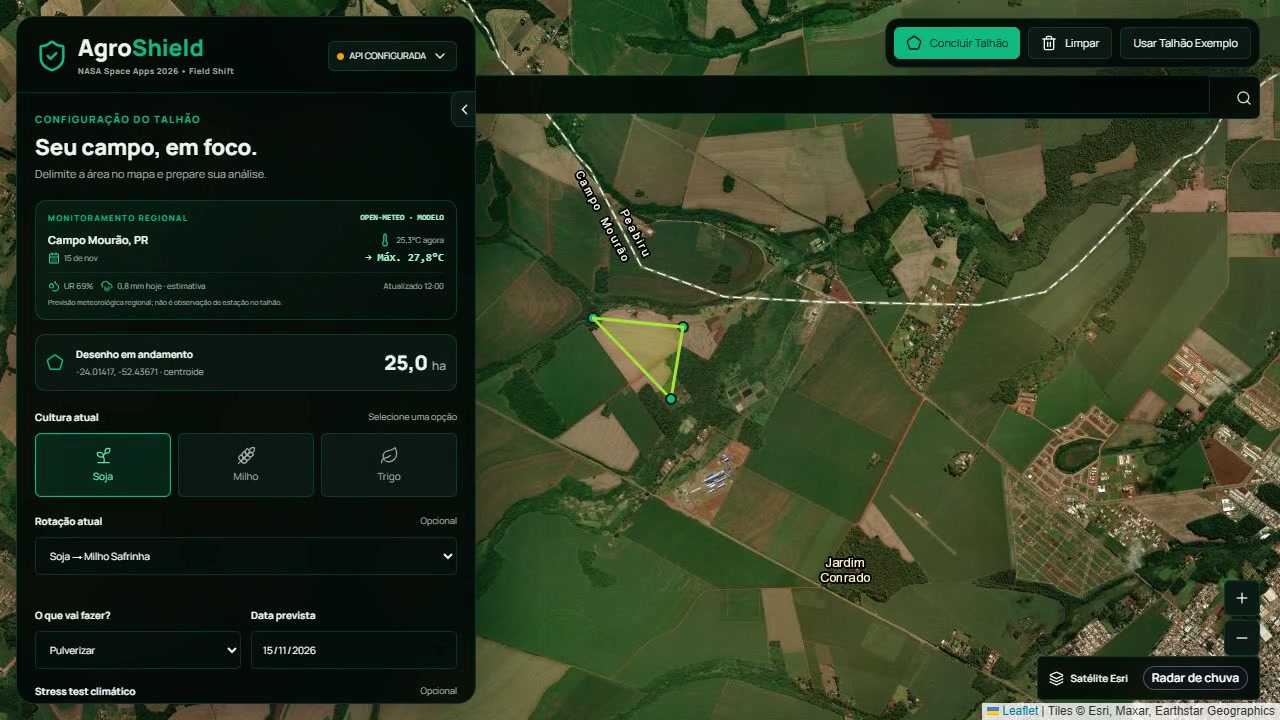 AgroShield
NASA Space Apps 2026 • Field Shift
API CONFIGURADA
Concluir Talhão
Limpar
Usar Talhão Exemplo
CONFIGURAÇÃO DO TALHÃO
Seu campo, em foco.
Delimite a área no mapa e prepare sua análise.
MONITORAMENTO REGIONAL
OPEN-METEO • MODELO
Campo Mourão, PR
25,3°C agora
15 de nov
→ Máx. 27,8°C
UR 69%
0,8 mm hoje · estimativa
Atualizado 12:00
Previsão meteorológica regional; não é observação de estação no talhão.
Desenho em andamento
-24.01417, -52.43671 · centroide
25,0 ha
Cultura atual
Selecione uma opção
Soja
Milho
Trigo
Rotação atual
Opcional
Soja → Milho Safrinha
O que vai fazer?
Data prevista
Pulverizar
15/11/2026
Stress test climático
Opcional
Campo Mourão
Peabiru
Jardim
Conrado
+
−
Satélite Esri
Radar de chuva
Leaflet | Tiles © Esri, Maxar, Earthstar Geographics